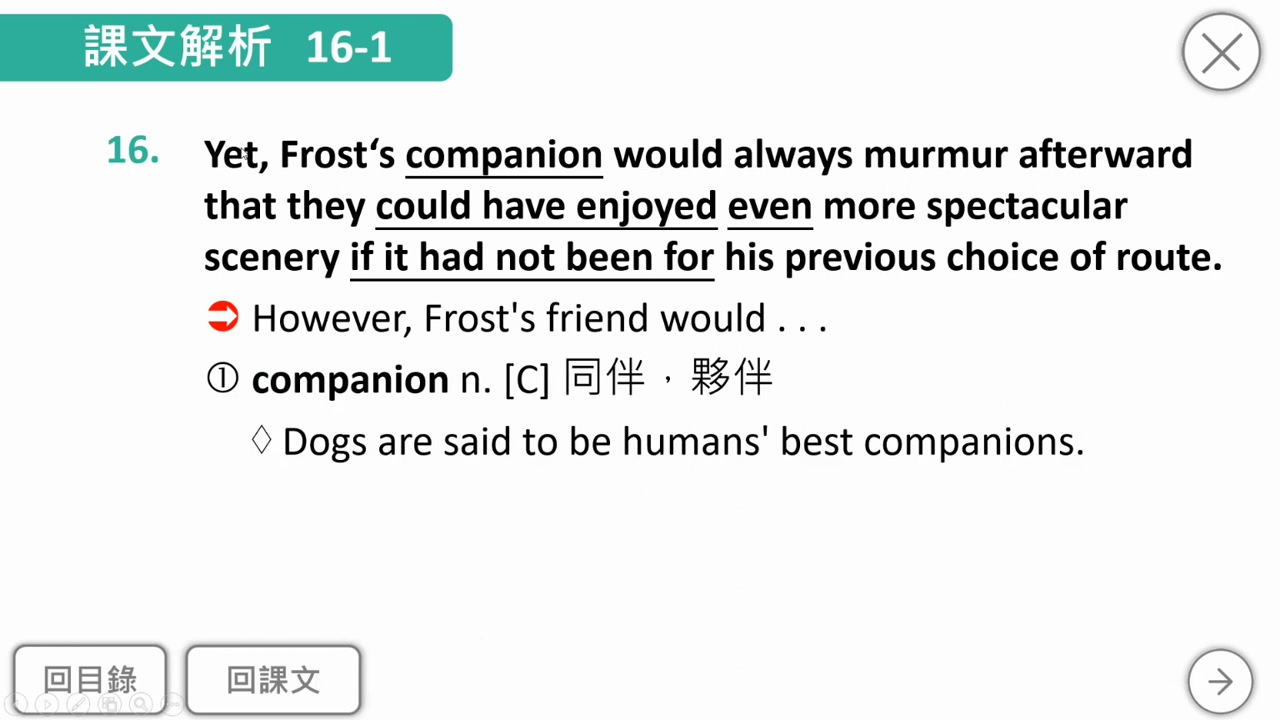 課文解析 16-1
16. Yet, Frost‘s companion would always murmur afterward
that they could have enjoyed even more spectacular
scenery if it had not been for his previous choice of route.
However, Frost's friend would . . .
① companion n. [C] 同伴，夥伴
◊ Dogs are said to be humans' best companions.
回目錄 回課文